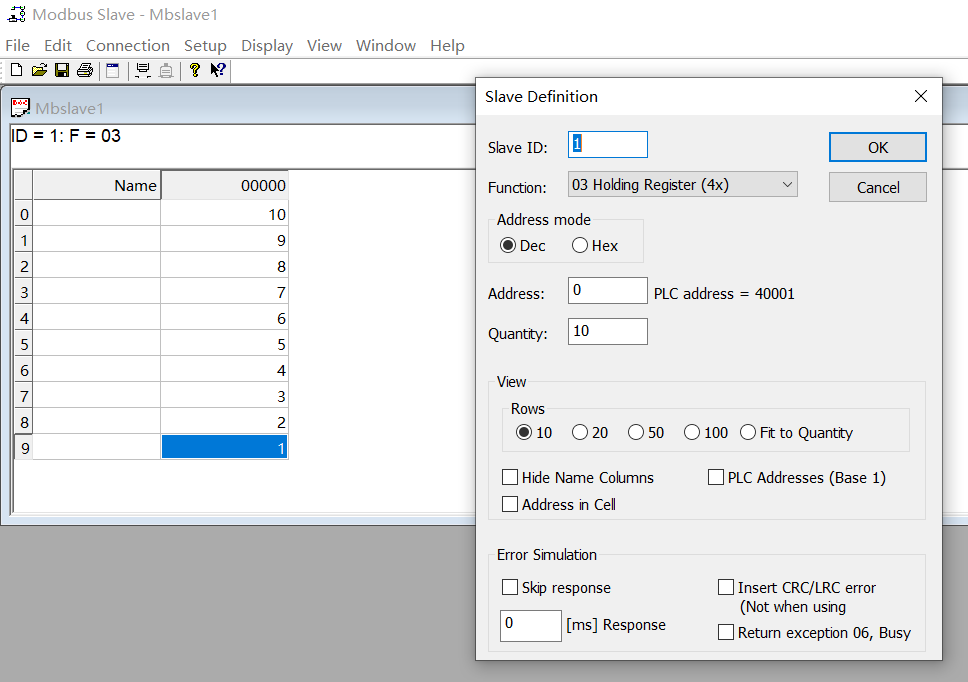 Modbus Slave - Mbslave1
File Edit Connection Setup Display View Window Help
Mbslave1
ID = 1: F = 03
Name 00000
0 10
1 9
2 8
3 7
4 6
5 5
6 4
7 3
8 2
9 1
Slave Definition
Slave ID: 1 OK
Function: 03 Holding Register (4x) Cancel
Address mode
Dec Hex
Address: 0 PLC address = 40001
Quantity: 10
View
Rows
10 20 50 100 Fit to Quantity
Hide Name Columns PLC Addresses (Base 1)
Address in Cell
Error Simulation
Skip response Insert CRC/LRC error
(Not when using
0 [ms] Response
Return exception 06, Busy